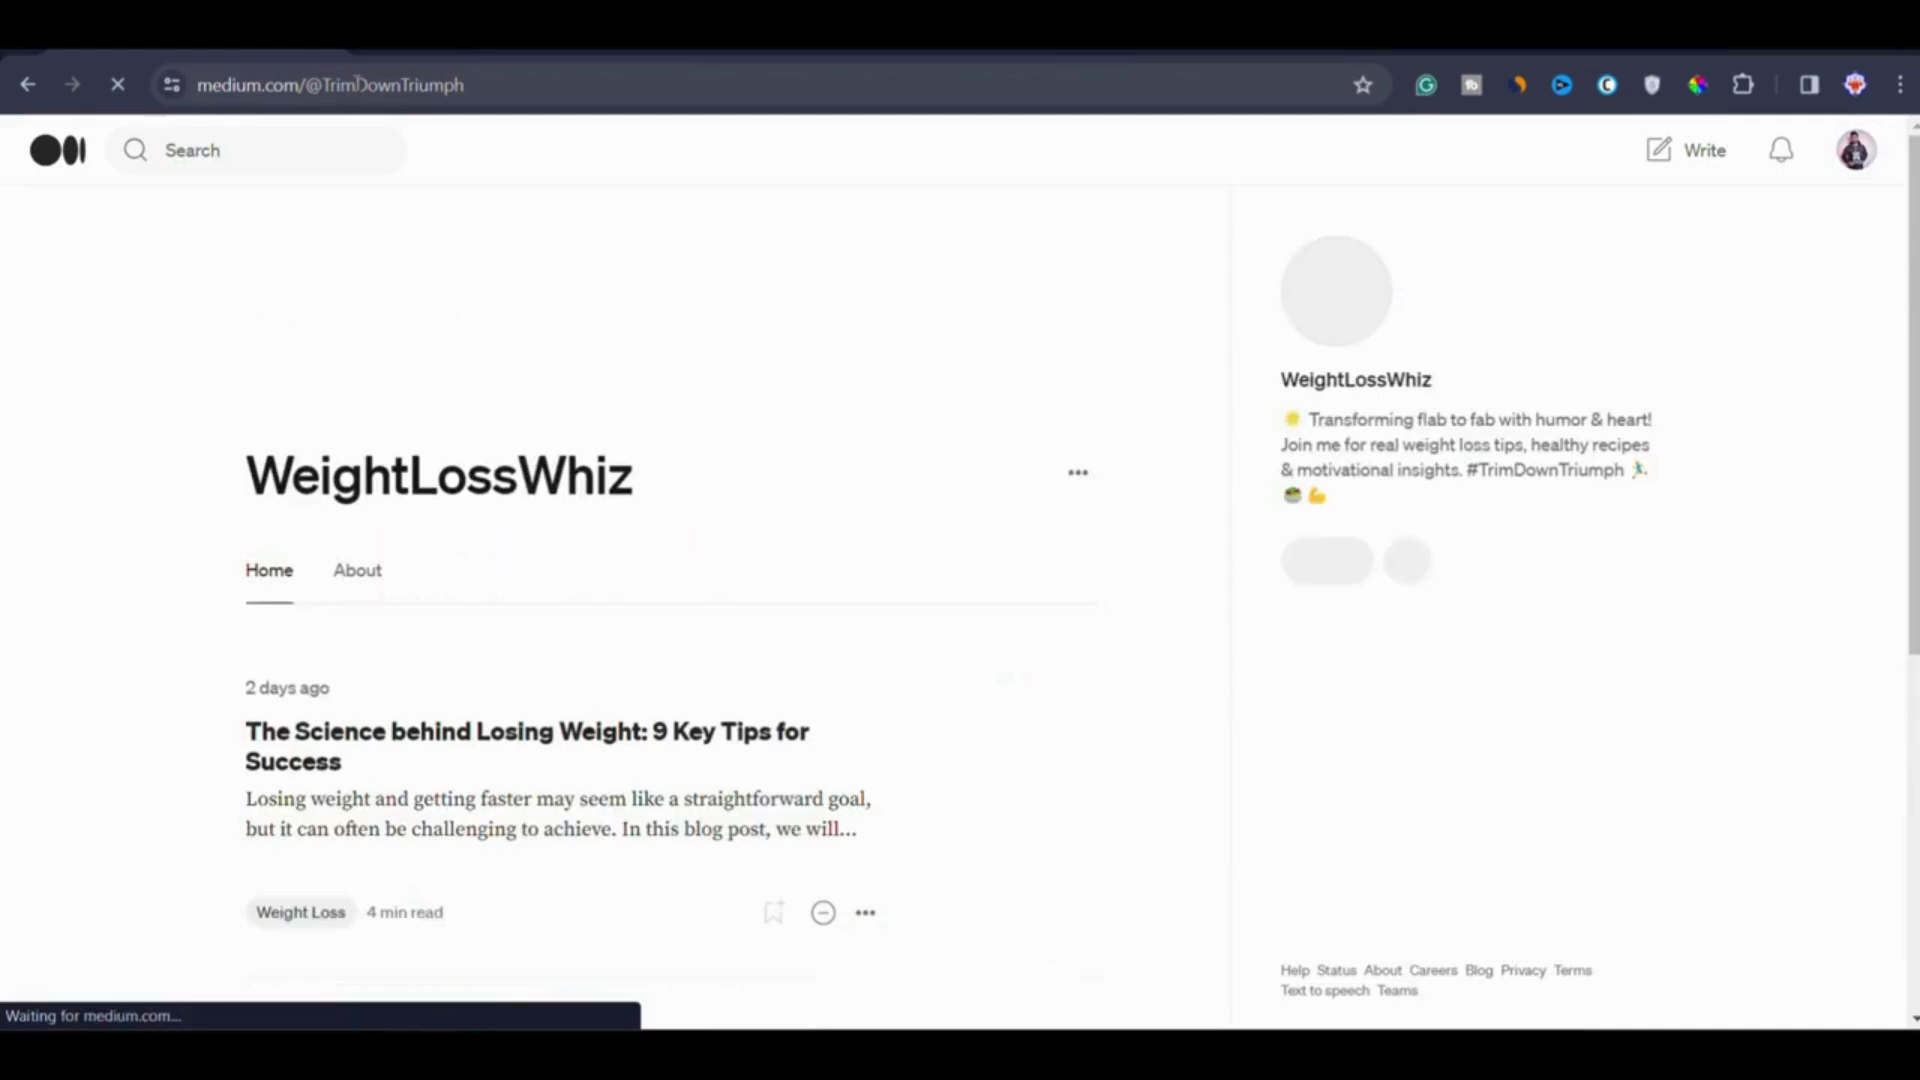 medium.com/@TrimDownTriumph
Search
Write
WeightLossWhiz
Home About
2 days ago
The Science behind Losing Weight: 9 Key Tips for
Success
Losing weight and getting faster may seem like a straightforward goal,
but it can often be challenging to achieve. In this blog post, we will...
Weight Loss 4 min read
WeightLossWhiz
Transforming flab to fab with humor & heart!
Join me for real weight loss tips, healthy recipes
& motivational insights. #TrimDownTriumph
Help Status About Careers Blog Privacy Terms
Text to speech Teams
Waiting for medium.com...